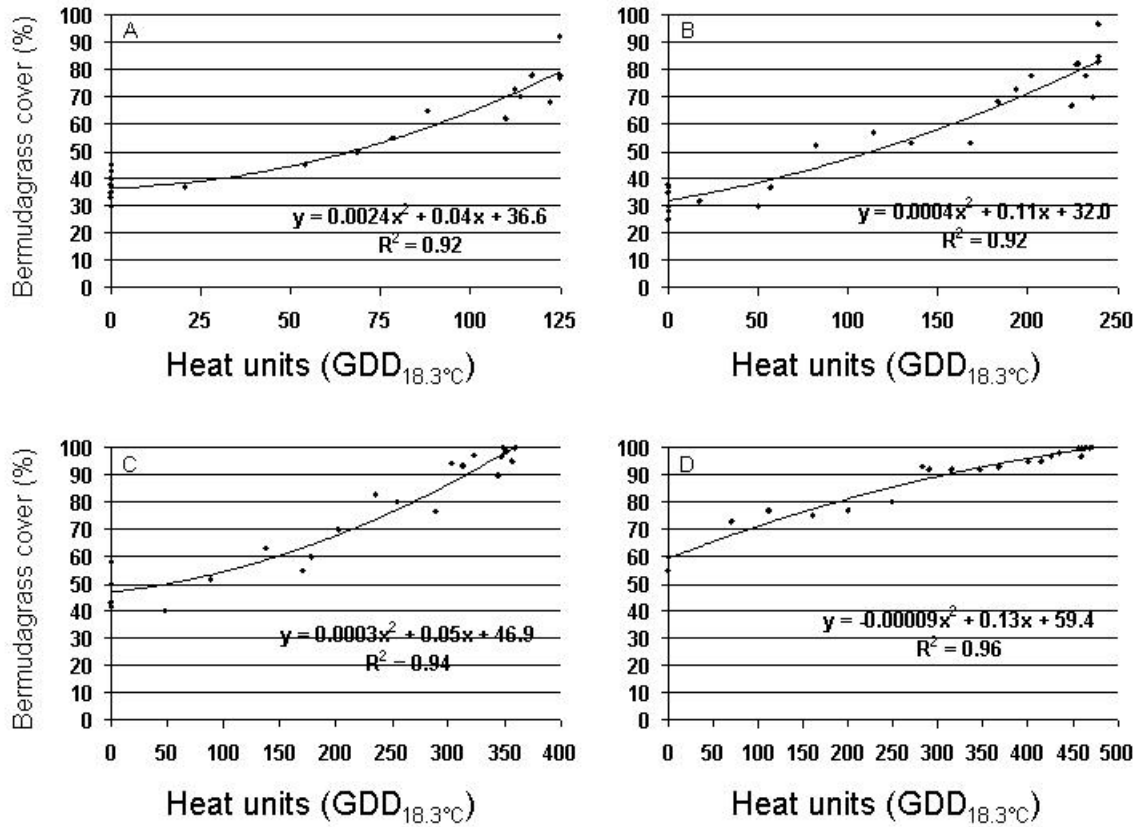 Bermudagrass cover (%)
A
100
90
80
70
60
50
40
30
20
10
0
y = 0.0024x² + 0.04x + 36.6
R² = 0.92
0 25 50 75 100 125
Heat units (GDD₁₈.₃°C)
B
100
90
80
70
60
50
40
30
20
10
0
y = 0.0004x² + 0.11x + 32.0
R² = 0.92
0 50 100 150 200 250
Heat units (GDD₁₈.₃°C)
Bermudagrass cover (%)
C
100
90
80
70
60
50
40
30
20
10
0
y = 0.0003x² + 0.05x + 46.9
R² = 0.94
0 50 100 150 200 250 300 350 400
Heat units (GDD₁₈.₃°C)
D
100
90
80
70
60
50
40
30
20
10
0
y = -0.00009x² + 0.13x + 59.4
R² = 0.96
0 50 100 150 200 250 300 350 400 450 500
Heat units (GDD₁₈.₃°C)